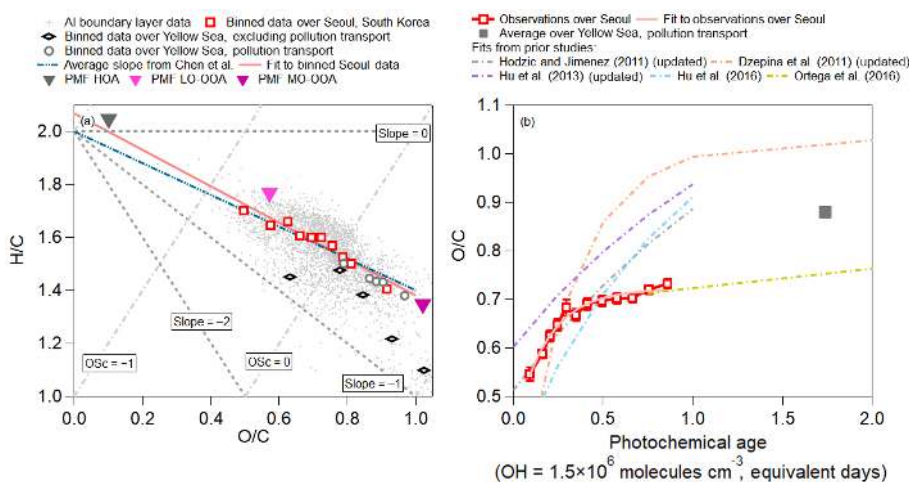 All boundary layer data
Binned data over Seoul, South Korea
Binned data over Yellow Sea, excluding pollution transport
Binned data over Yellow Sea, pollution transport
Average slope from Chen et al.
Fit to binned Seoul data
PMF HOA
PMF LO-OOA
PMF MO-OOA
(a)
Slope = 0
OSc = −1
Slope = −2
OSc = 0
Slope = −1
H/C
2.0
1.8
1.6
1.4
1.2
1.0
0.0
0.2
0.4
0.6
0.8
1.0
O/C
Observations over Seoul
Fit to observations over Seoul
Average over Yellow Sea, pollution transport
Fits from prior studies:
Hodzic and Jimenez (2011) (updated)
Dzepina et al. (2011) (updated)
Hu et al. (2013) (updated)
Hu et al. (2016)
Ortega et al. (2016)
(b)
O/C
1.1
1.0
0.9
0.8
0.7
0.6
0.5
0.0
0.5
1.0
1.5
2.0
Photochemical age
(OH = 1.5×10⁶ molecules cm⁻³, equivalent days)